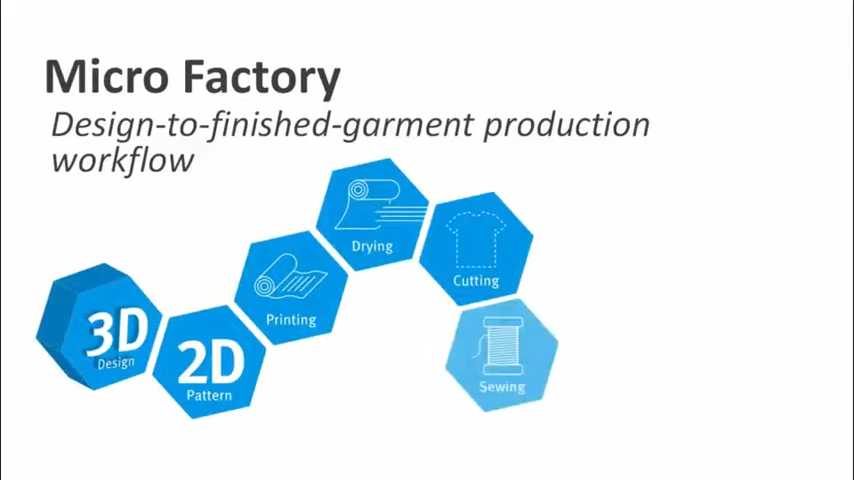 Micro Factory
Design-to-finished-garment production
workflow
3D
Design
2D
Pattern
Printing
Drying
Cutting
Sewing